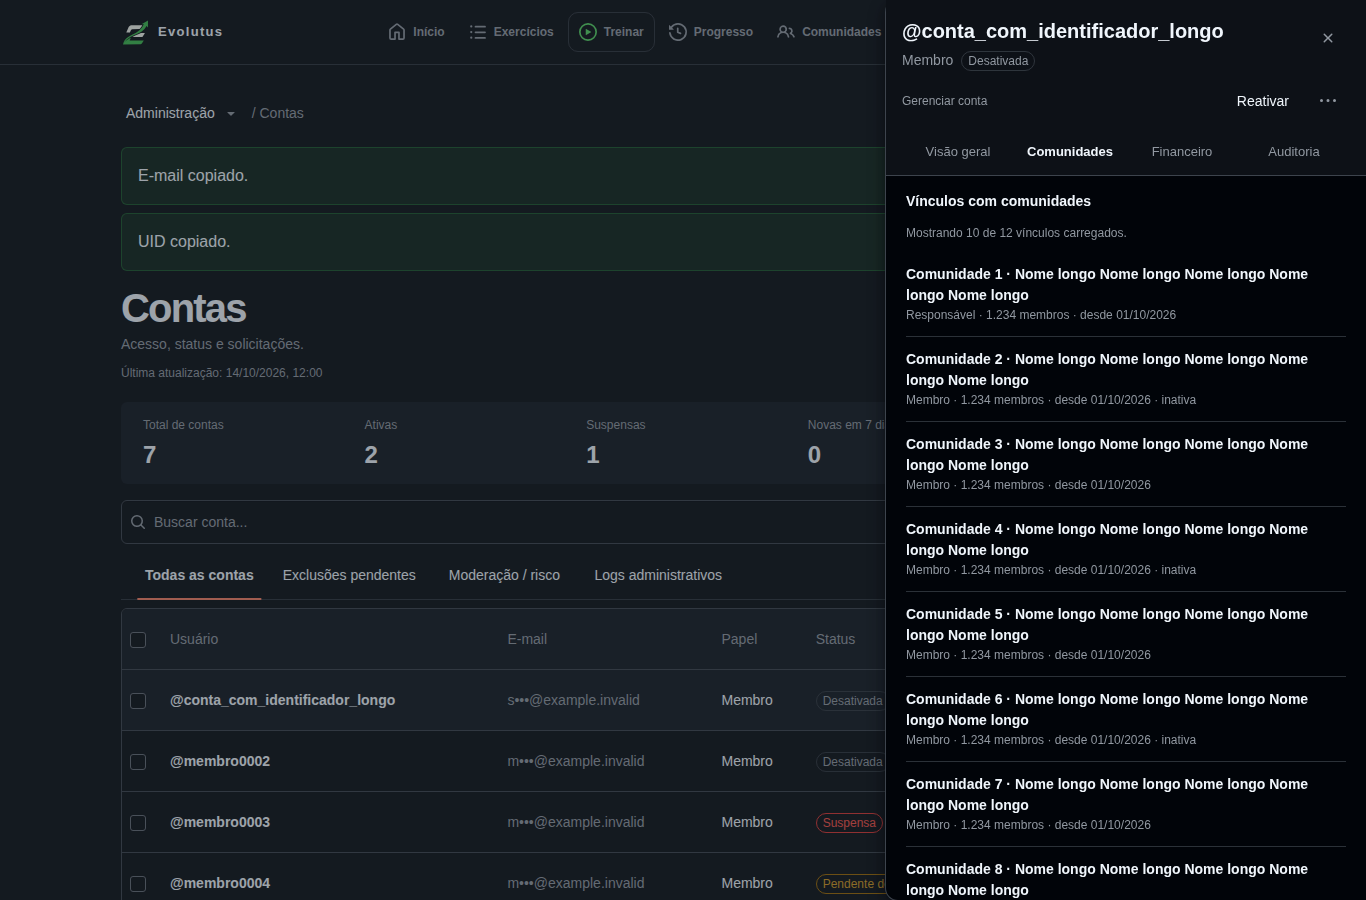 Evolutus
Início
Exercícios
Treinar
Progresso
Comunidades
Administração
/ Contas
E-mail copiado.
UID copiado.
Contas
Acesso, status e solicitações.
Última atualização: 14/10/2026, 12:00
Total de contas
7
Ativas
2
Suspensas
1
Novas em 7 di
0
Buscar conta...
Todas as contas
Exclusões pendentes
Moderação / risco
Logs administrativos
Usuário
E-mail
Papel
Status
@conta_com_identificador_longo
s•••@example.invalid
Membro
Desativada
@membro0002
m•••@example.invalid
Membro
Desativada
@membro0003
m•••@example.invalid
Membro
Suspensa
@membro0004
m•••@example.invalid
Membro
Pendente d
@conta_com_identificador_longo
Membro
Desativada
Gerenciar conta
Reativar
Visão geral
Comunidades
Financeiro
Auditoria
Vínculos com comunidades
Mostrando 10 de 12 vínculos carregados.
Comunidade 1 · Nome longo Nome longo Nome longo Nome
longo Nome longo
Responsável · 1.234 membros · desde 01/10/2026
Comunidade 2 · Nome longo Nome longo Nome longo Nome
longo Nome longo
Membro · 1.234 membros · desde 01/10/2026 · inativa
Comunidade 3 · Nome longo Nome longo Nome longo Nome
longo Nome longo
Membro · 1.234 membros · desde 01/10/2026
Comunidade 4 · Nome longo Nome longo Nome longo Nome
longo Nome longo
Membro · 1.234 membros · desde 01/10/2026 · inativa
Comunidade 5 · Nome longo Nome longo Nome longo Nome
longo Nome longo
Membro · 1.234 membros · desde 01/10/2026
Comunidade 6 · Nome longo Nome longo Nome longo Nome
longo Nome longo
Membro · 1.234 membros · desde 01/10/2026 · inativa
Comunidade 7 · Nome longo Nome longo Nome longo Nome
longo Nome longo
Membro · 1.234 membros · desde 01/10/2026
Comunidade 8 · Nome longo Nome longo Nome longo Nome
longo Nome longo